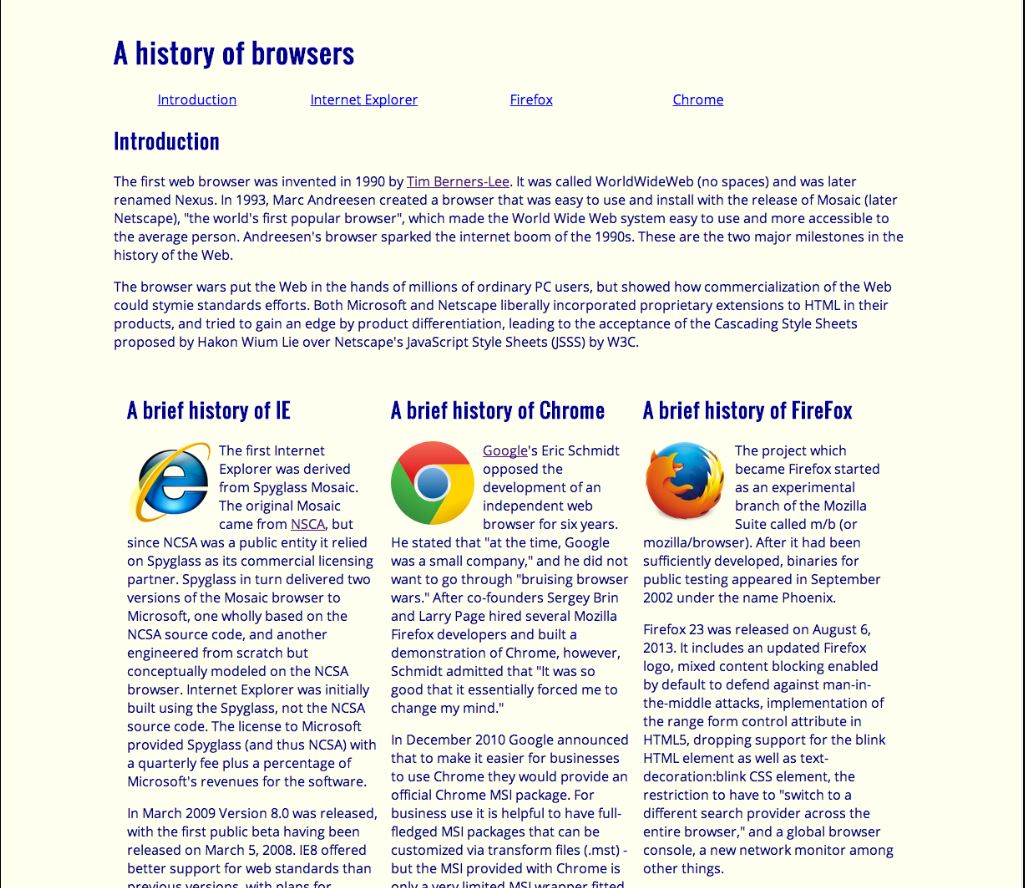 A history of browsers
Introduction
Internet Explorer
Firefox
Chrome
Introduction
The first web browser was invented in 1990 by Tim Berners-Lee. It was called WorldWideWeb (no spaces) and was later
renamed Nexus. In 1993, Marc Andreesen created a browser that was easy to use and install with the release of Mosaic (later
Netscape), "the world's first popular browser", which made the World Wide Web system easy to use and more accessible to
the average person. Andreesen's browser sparked the internet boom of the 1990s. These are the two major milestones in the
history of the Web.
The browser wars put the Web in the hands of millions of ordinary PC users, but showed how commercialization of the Web
could stymie standards efforts. Both Microsoft and Netscape liberally incorporated proprietary extensions to HTML in their
products, and tried to gain an edge by product differentiation, leading to the acceptance of the Cascading Style Sheets
proposed by Hakon Wium Lie over Netscape's JavaScript Style Sheets (JSSS) by W3C.
A brief history of IE
The first Internet
Explorer was derived
from Spyglass Mosaic.
The original Mosaic
came from NSCA, but
since NCSA was a public entity it relied
on Spyglass as its commercial licensing
partner. Spyglass in turn delivered two
versions of the Mosaic browser to
Microsoft, one wholly based on the
NCSA source code, and another
engineered from scratch but
conceptually modeled on the NCSA
browser. Internet Explorer was initially
built using the Spyglass, not the NCSA
source code. The license to Microsoft
provided Spyglass (and thus NCSA) with
a quarterly fee plus a percentage of
Microsoft's revenues for the software.
In March 2009 Version 8.0 was released,
with the first public beta having been
released on March 5, 2008. IE8 offered
better support for web standards than
previous versions, with plans for
A brief history of Chrome
Google's Eric Schmidt
opposed the
development of an
independent web
browser for six years.
He stated that "at the time, Google
was a small company," and he did not
want to go through "bruising browser
wars." After co-founders Sergey Brin
and Larry Page hired several Mozilla
Firefox developers and built a
demonstration of Chrome, however,
Schmidt admitted that "It was so
good that it essentially forced me to
change my mind."
In December 2010 Google announced
that to make it easier for businesses
to use Chrome they would provide an
official Chrome MSI package. For
business use it is helpful to have full-
fledged MSI packages that can be
customized via transform files (.mst) -
but the MSI provided with Chrome is
only a very limited MSI wrapper fitted
A brief history of FireFox
The project which
became Firefox started
as an experimental
branch of the Mozilla
Suite called m/b (or
mozilla/browser). After it had been
sufficiently developed, binaries for
public testing appeared in September
2002 under the name Phoenix.
Firefox 23 was released on August 6,
2013. It includes an updated Firefox
logo, mixed content blocking enabled
by default to defend against man-in-
the-middle attacks, implementation of
the range form control attribute in
HTML5, dropping support for the blink
HTML element as well as text-
decoration:blink CSS element, the
restriction to have to "switch to a
different search provider across the
entire browser," and a global browser
console, a new network monitor among
other things.